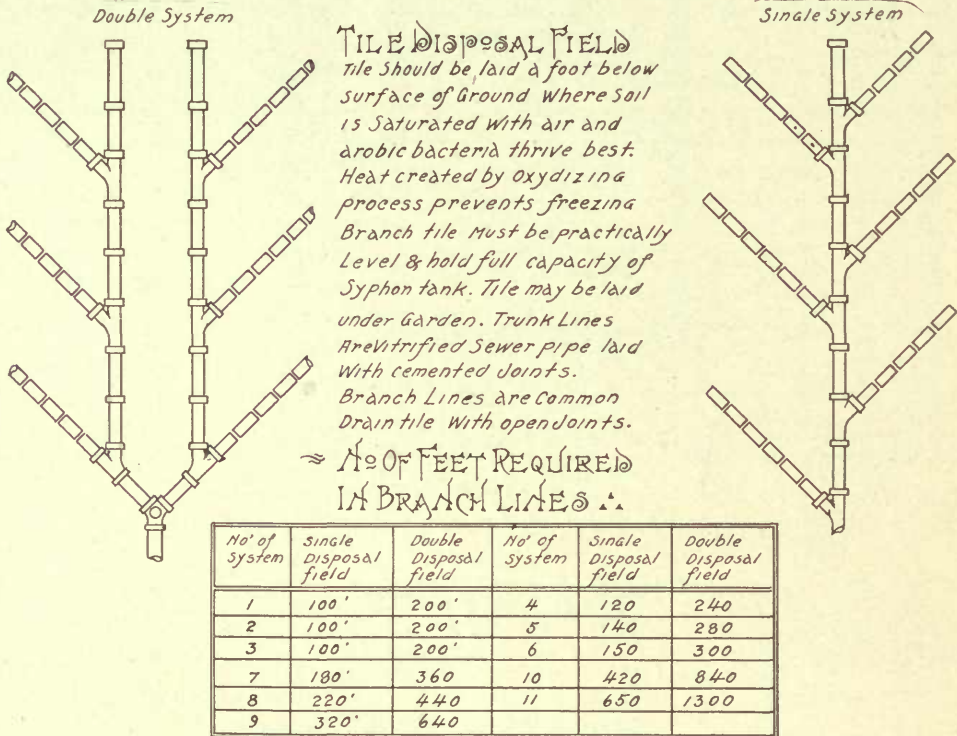 Double System
Single System
TILE DISPOSAL FIELD
Tile Should be laid a foot below
surface of Ground Where Soil
is Saturated With air and
arobic bacteria thrive best.
Heat created by Oxydizing
process prevents freezing
Branch tile Must be practically
Level & hold full capacity of
Syphon tank. Tile may be laid
under Garden. Trunk Lines
Are Vitrified Sewer pipe laid
With cemented Joints.
Branch Lines are Common
Drain tile With open Joints.
≈ No OF FEET REQUIRED
IN BRANCH LINES ∴
No' of System | Single Disposal field | Double Disposal field | No' of System | Single Disposal field | Double Disposal field
1 | 100' | 200' | 4 | 120 | 240
2 | 100' | 200' | 5 | 140 | 280
3 | 100' | 200' | 6 | 150 | 300
7 | 180' | 360 | 10 | 420 | 840
8 | 220' | 440 | 11 | 650 | 1300
9 | 320' | 640